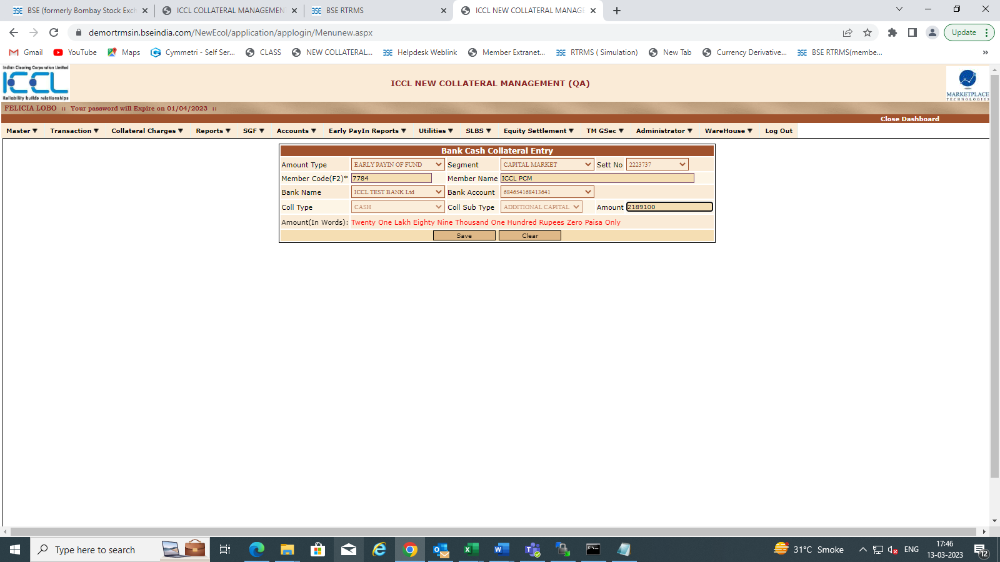 BSE (formerly Bombay Stock Exch
ICCL COLLATERAL MANAGEMENT
BSE RTRMS
ICCL NEW COLLATERAL MANAGE
demortrmsin.bseindia.com/NewEcol/application/applogin/Menunew.aspx
Update
Gmail
YouTube
Maps
Cymmetri - Self Ser...
CLASS
NEW COLLATERAL...
Helpdesk Weblink
Member Extranet...
RTRMS ( Simulation)
New Tab
Currency Derivative...
BSE RTRMS(membe...
»
Indian Clearing Corporation Limited
ICCL
Reliability builds relationships
ICCL NEW COLLATERAL MANAGEMENT (QA)
MARKETPLACE
TECHNOLOGIES
FELICIA LOBO :: Your password will Expire on 01/04/2023 ::
Close Dashboard
Master Transaction Collateral Charges Reports SGF Accounts Early PayIn Reports Utilities SLBS Equity Settlement TM GSec Administrator WareHouse Log Out
Bank Cash Collateral Entry
Amount Type EARLY PAYIN OF FUND Segment CAPITAL MARKET Sett No 2223737
Member Code(F2)* 7784 Member Name ICCL PCM
Bank Name ICCL TEST BANK Ltd Bank Account 684654168413641
Coll Type CASH Coll Sub Type ADDITIONAL CAPITAL Amount 2189100
Amount(In Words): Twenty One Lakh Eighty Nine Thousand One Hundred Rupees Zero Paisa Only
Save Clear
Type here to search
31°C Smoke
ENG
17:46
13-03-2023
12